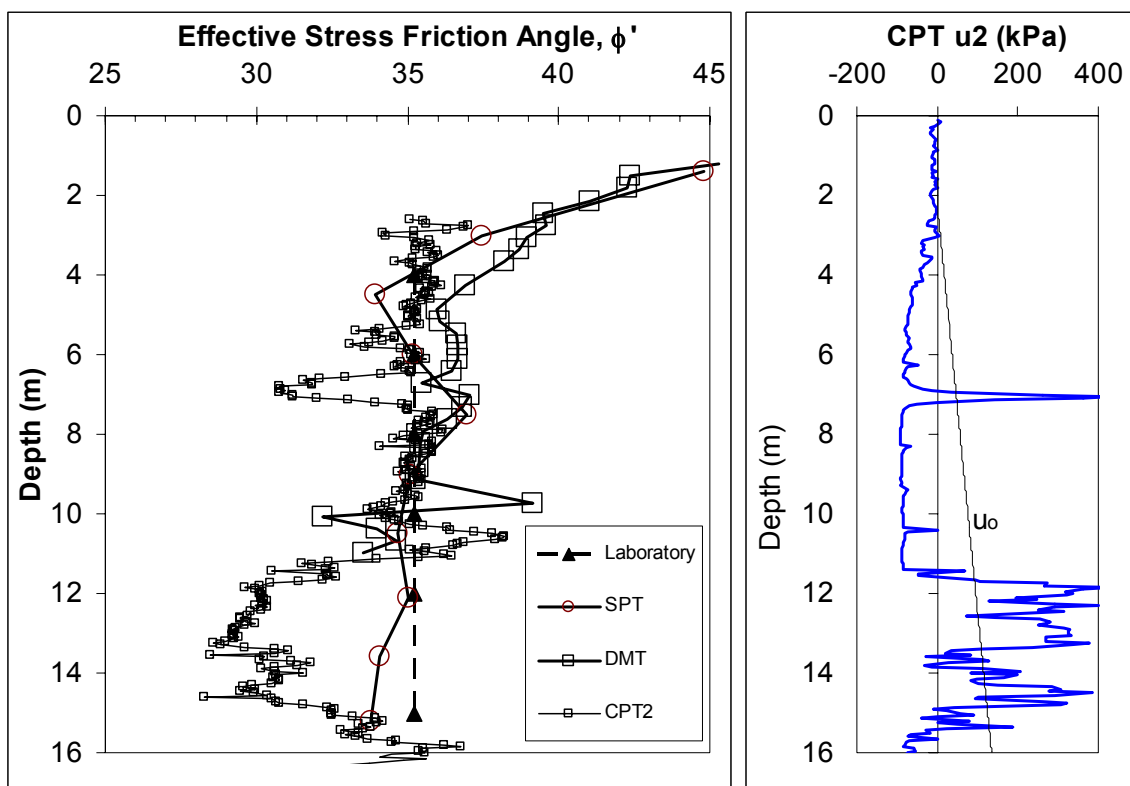 Effective Stress Friction Angle, ϕ'
25 30 35 40 45
0
2
4
6
8
10
12
14
16
Depth (m)
Laboratory
SPT
DMT
CPT2
CPT u2 (kPa)
-200 0 200 400
0
2
4
6
8
10
12
14
16
Depth (m)
uo